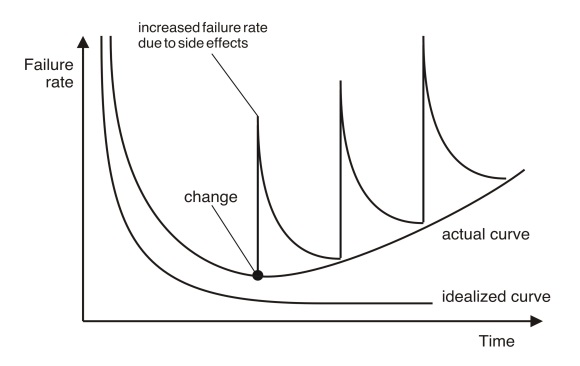 increased failure rate
due to side effects
Failure
rate
change
actual curve
idealized curve
Time